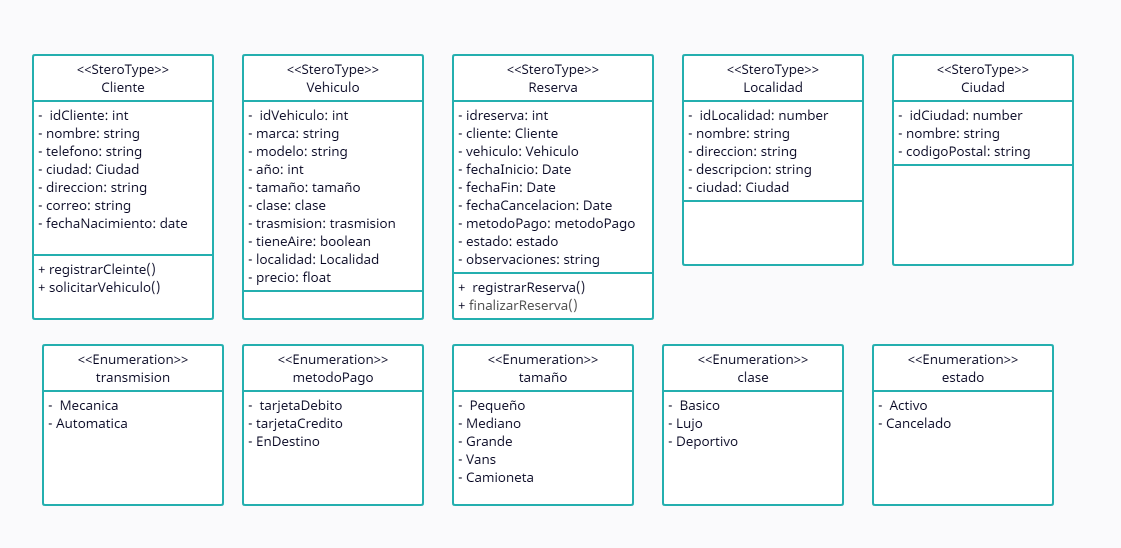 <<SteroType>>
Cliente
- idCliente: int
- nombre: string
- telefono: string
- ciudad: Ciudad
- direccion: string
- correo: string
- fechaNacimiento: date
+ registrarCleinte()
+ solicitarVehiculo()
<<SteroType>>
Vehiculo
- idVehiculo: int
- marca: string
- modelo: string
- año: int
- tamaño: tamaño
- clase: clase
- trasmision: trasmision
- tieneAire: boolean
- localidad: Localidad
- precio: float
<<SteroType>>
Reserva
- idreserva: int
- cliente: Cliente
- vehiculo: Vehiculo
- fechaInicio: Date
- fechaFin: Date
- fechaCancelacion: Date
- metodoPago: metodoPago
- estado: estado
- observaciones: string
+ registrarReserva()
+ finalizarReserva()
<<SteroType>>
Localidad
- idLocalidad: number
- nombre: string
- direccion: string
- descripcion: string
- ciudad: Ciudad
<<SteroType>>
Ciudad
- idCiudad: number
- nombre: string
- codigoPostal: string
<<Enumeration>>
transmision
- Mecanica
- Automatica
<<Enumeration>>
metodoPago
- tarjetaDebito
- tarjetaCredito
- EnDestino
<<Enumeration>>
tamaño
- Pequeño
- Mediano
- Grande
- Vans
- Camioneta
<<Enumeration>>
clase
- Basico
- Lujo
- Deportivo
<<Enumeration>>
estado
- Activo
- Cancelado